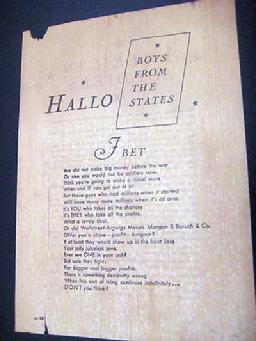 BOYS
FROM
THE
STATES
HALLO
I BET
You did not make big money before the war
Or else you would not be soldiers now.
Think you're going to make a nickel more
When and if you get out of it?
But those guys who had millions when it started
Will have many more millions when it's all over.
It's YOU who takes all the chances
It's THEY who take all the profits.
What a lovely deal,
Or did Wallstreet-bigwigs Messrs. Morgan & Baruch & Co.
Offer you a share — profit — bargain?
If at least they would show up in the front lines
Your jolly juiceless jews.
Ever see ONE in your unit?
But sure they fight:
For bigger and bigger profits.
There is something decidedly wrong
When this sort of thing continues indefinitely...
DON'T you think?